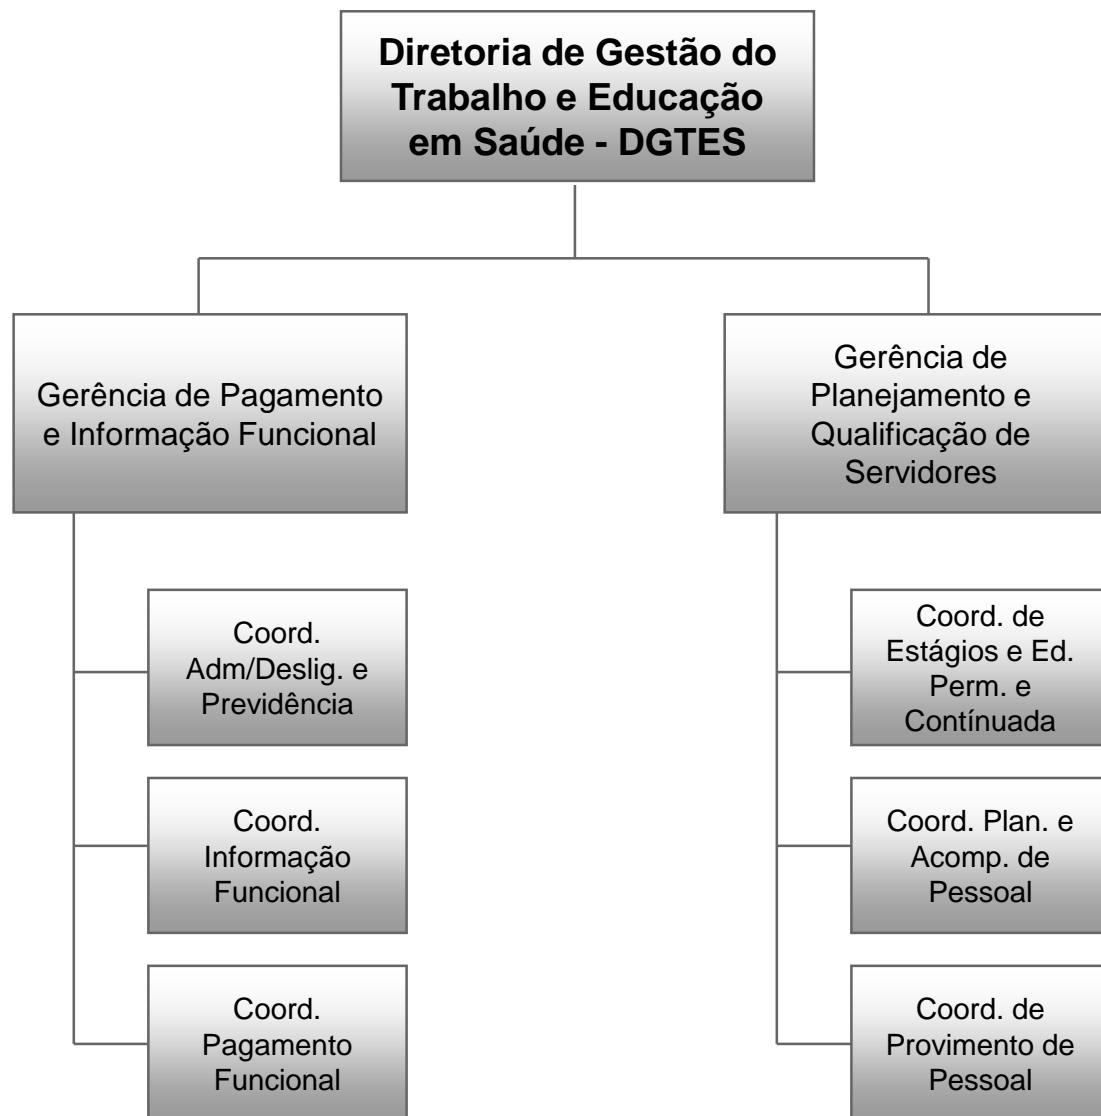 Diretoria de Gestão do
Trabalho e Educação
em Saúde - DGTES
Gerência de Pagamento
e Informação Funcional
Gerência de
Planejamento e
Qualificação de
Servidores
Coord.
Adm/Deslig. e
Previdência
Coord.
Informação
Funcional
Coord.
Pagamento
Funcional
Coord. de
Estágios e Ed.
Perm. e
Contínuada
Coord. Plan. e
Acomp. de
Pessoal
Coord. de
Provimento de
Pessoal